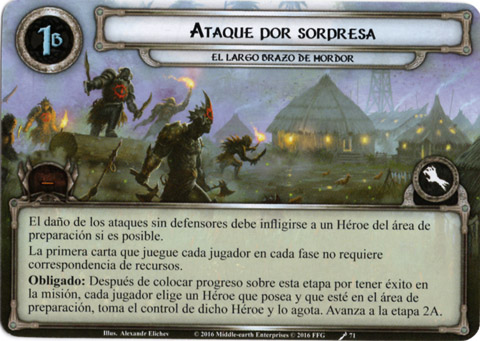 1B
Ataque por sorpresa
El largo brazo de Mordor
El daño de los ataques sin defensores debe infligirse a un Héroe del área de
preparación si es posible.
La primera carta que juegue cada jugador en cada fase no requiere
correspondencia de recursos.
Obligado: Después de colocar progreso sobre esta etapa por tener éxito en
la misión, cada jugador elige un Héroe que posea y que esté en el área de
preparación, toma el control de dicho Héroe y lo agota. Avanza a la etapa 2A.
Illus. Alexandr Elichev © 2016 Middle-earth Enterprises © 2016 FFG 71